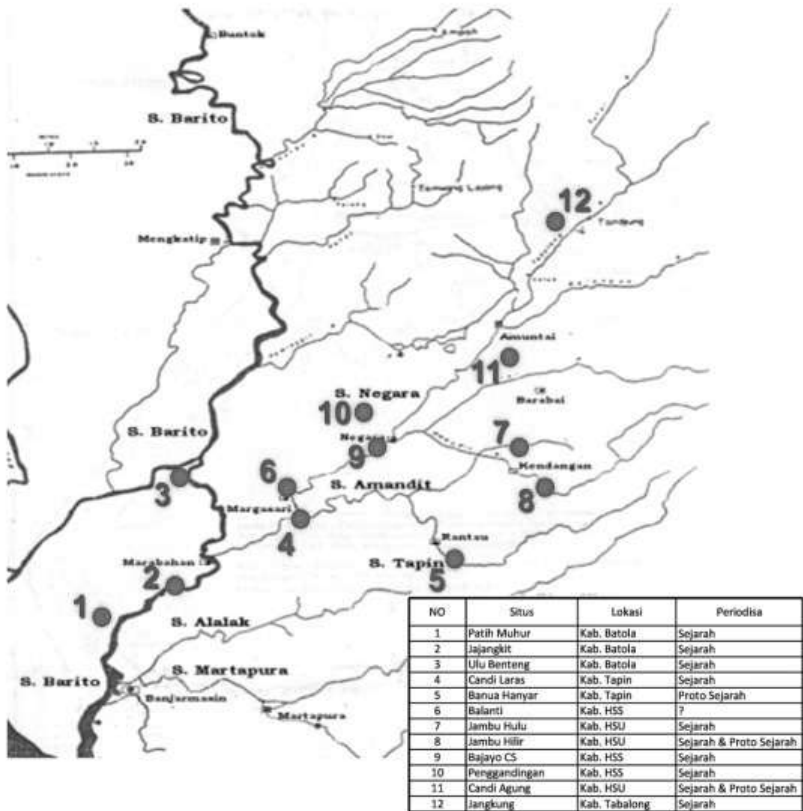 Buntok
Ampah
S. Barito
Tamiang Layang
12
Tandjung
Mengkatip
Amuntai
11
S. Negara
10
Barabai
S. Barito
Negara
7
9
Kendangan
6
S. Amandit
3
8
Margasari
4
Rantau
Marabahan
S. Tapin
2
5
1
S. Alalak
S. Martapura
S. Barito
Banjarmasin
Martapura
NO Situs Lokasi Periodisa
1 Patih Muhur Kab. Batola Sejarah
2 Jajangkit Kab. Batola Sejarah
3 Ulu Benteng Kab. Batola Sejarah
4 Candi Laras Kab. Tapin Sejarah
5 Banua Hanyar Kab. Tapin Proto Sejarah
6 Balanti Kab. HSS ?
7 Jambu Hulu Kab. HSU Sejarah
8 Jambu Hilir Kab. HSU Sejarah & Proto Sejarah
9 Bajayo CS Kab. HSS Sejarah
10 Penggandingan Kab. HSS Sejarah
11 Candi Agung Kab. HSU Sejarah & Proto Sejarah
12 Jangkung Kab. Tabalong Sejarah